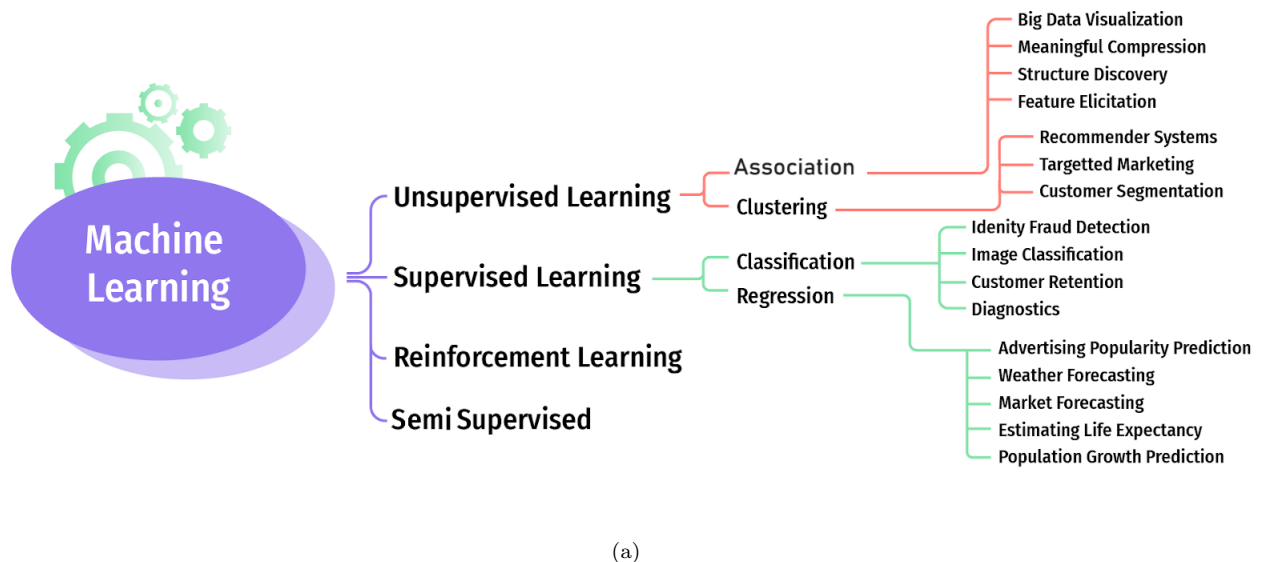 Machine
Learning
Unsupervised Learning
Association
Big Data Visualization
Meaningful Compression
Structure Discovery
Feature Elicitation
Clustering
Recommender Systems
Targetted Marketing
Customer Segmentation
Supervised Learning
Classification
Idenity Fraud Detection
Image Classification
Customer Retention
Diagnostics
Regression
Advertising Popularity Prediction
Weather Forecasting
Market Forecasting
Estimating Life Expectancy
Population Growth Prediction
Reinforcement Learning
Semi Supervised
(a)